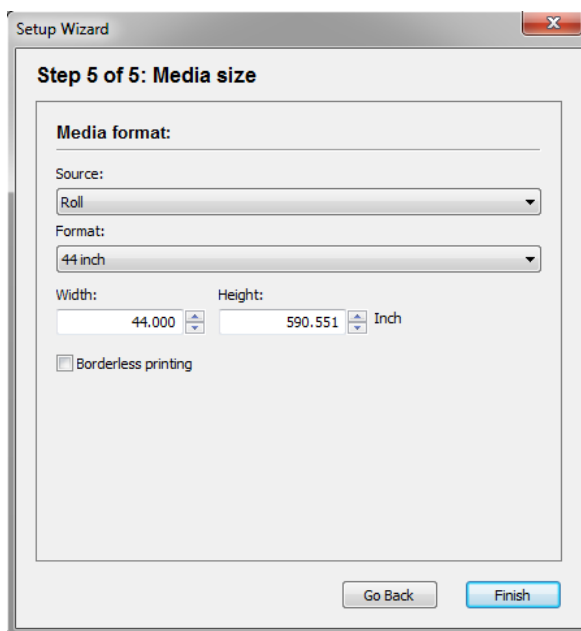 Setup Wizard
Step 5 of 5: Media size
Media format:
Source:
Roll
Format:
44 inch
Width: Height:
44.000 590.551 Inch
Borderless printing
Go Back Finish